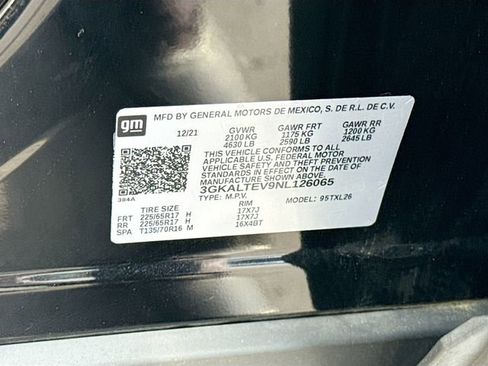 gm
MFD BY GENERAL MOTORS DE MEXICO, S. DE R.L. DE C.V.
12/21 GVWR GAWR FRT GAWR RR
2100 KG 1175 KG 1200 KG
4630 LB 2590 LB 2645 LB
THIS VEHICLE CONFORMS TO ALL APPLICABLE
U.S. FEDERAL MOTOR
VEHICLE SAFETY AND THEFT PREVENTION
STANDARDS IN EFFECT ON THE DATE OF
MANUFACTURE SHOWN ABOVE.
3GKALTEV9NL126065
384A
TYPE: M.P.V. MODEL: 95TXL26
TIRE SIZE RIM
FRT 225/65R17 H 17X7J
RR 225/65R17 H 17X7J
SPA T135/70R16 M 16X4BT